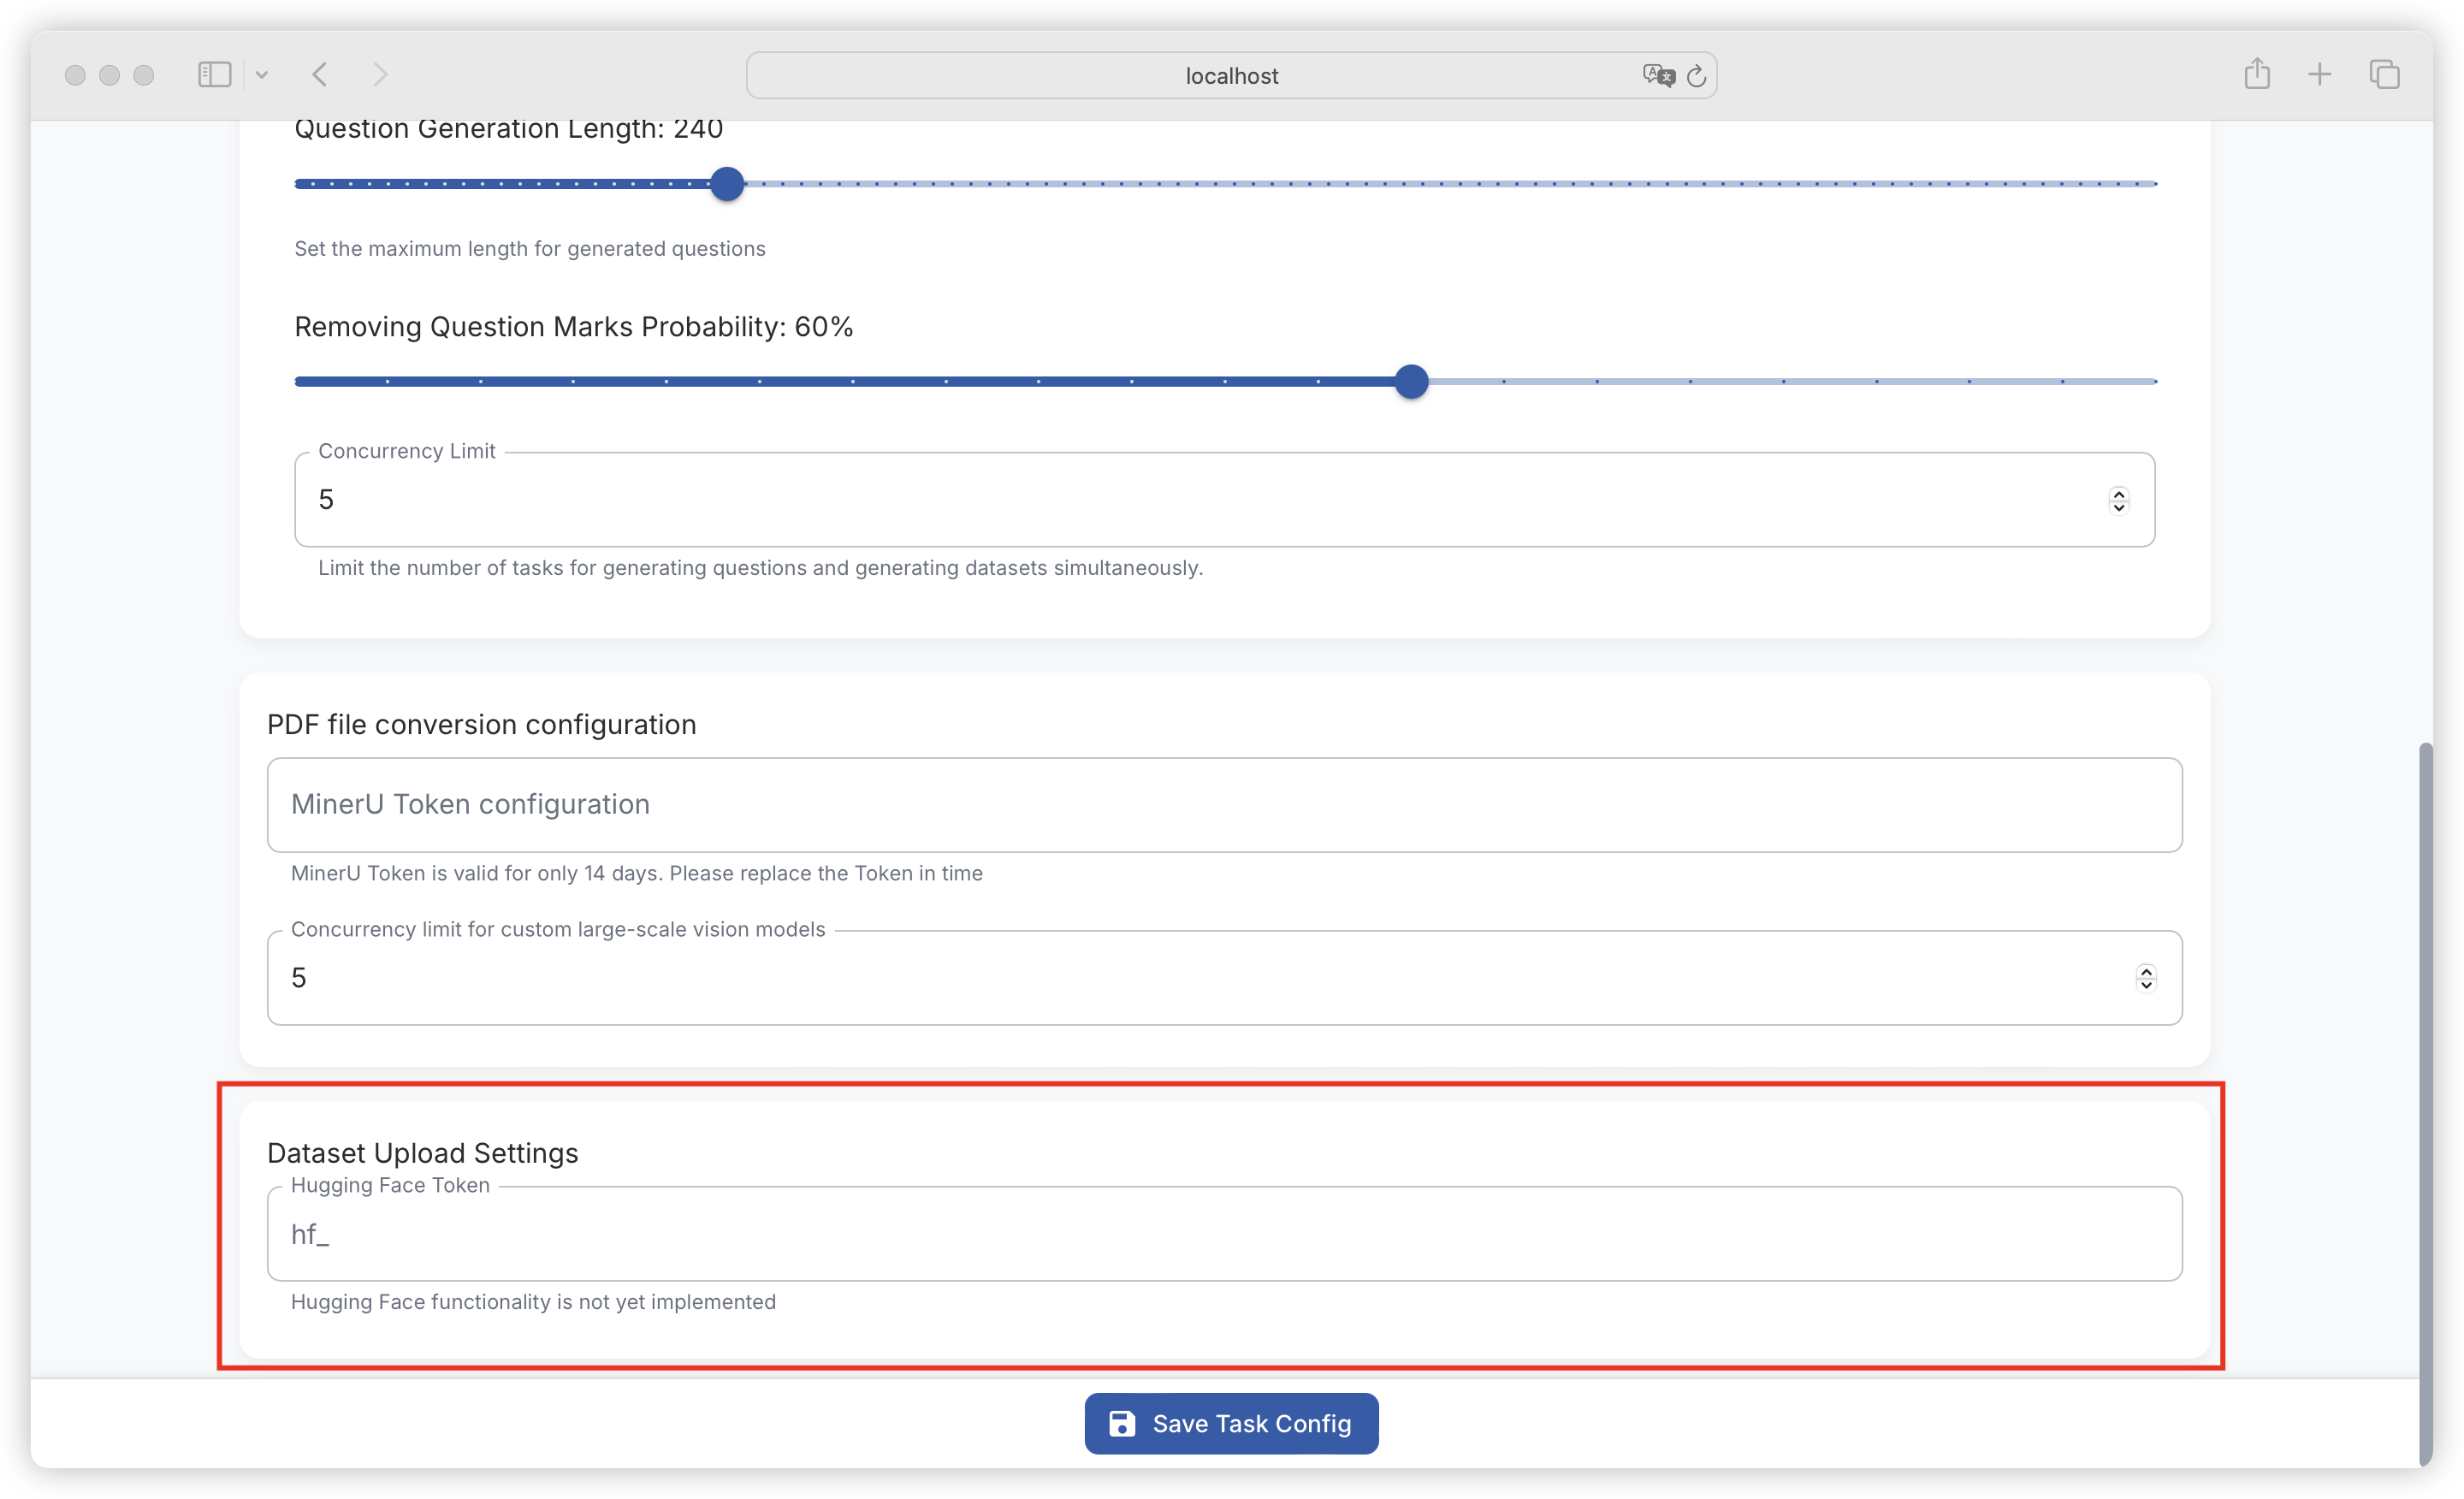 localhost
Question Generation Length: 240
Set the maximum length for generated questions
Removing Question Marks Probability: 60%
Concurrency Limit
5
Limit the number of tasks for generating questions and generating datasets simultaneously.
PDF file conversion configuration
MinerU Token configuration
MinerU Token is valid for only 14 days. Please replace the Token in time
Concurrency limit for custom large-scale vision models
5
Dataset Upload Settings
Hugging Face Token
hf_
Hugging Face functionality is not yet implemented
Save Task Config